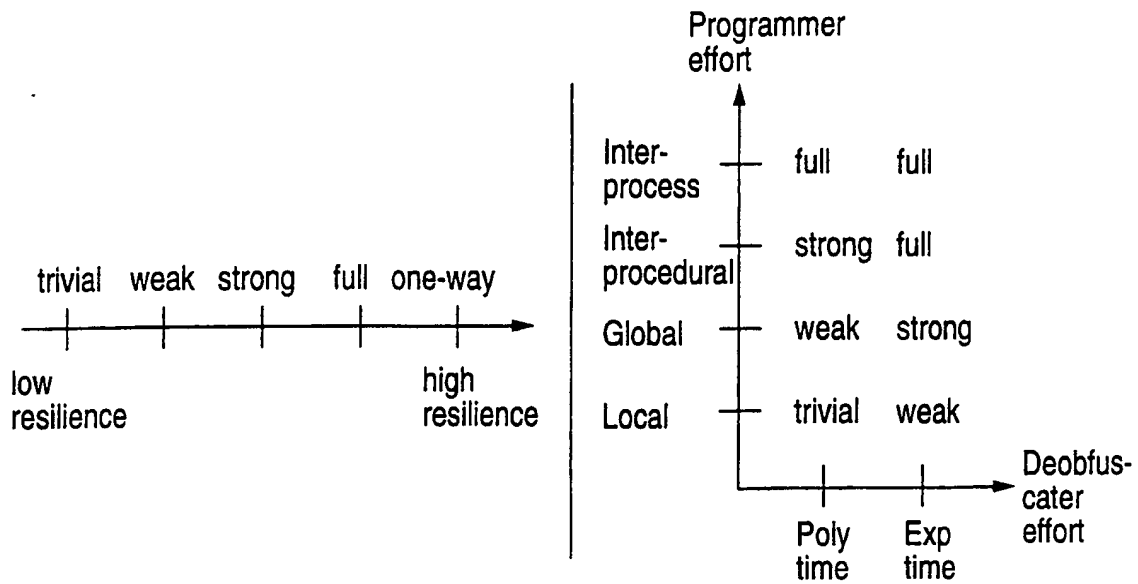 trivial weak strong full one-way
low
resilience
high
resilience
Programmer
effort
Inter-
process
full full
Inter-
procedural
strong full
Global
weak strong
Local
trivial weak
Deobfus-
cater
effort
Poly
time
Exp
time